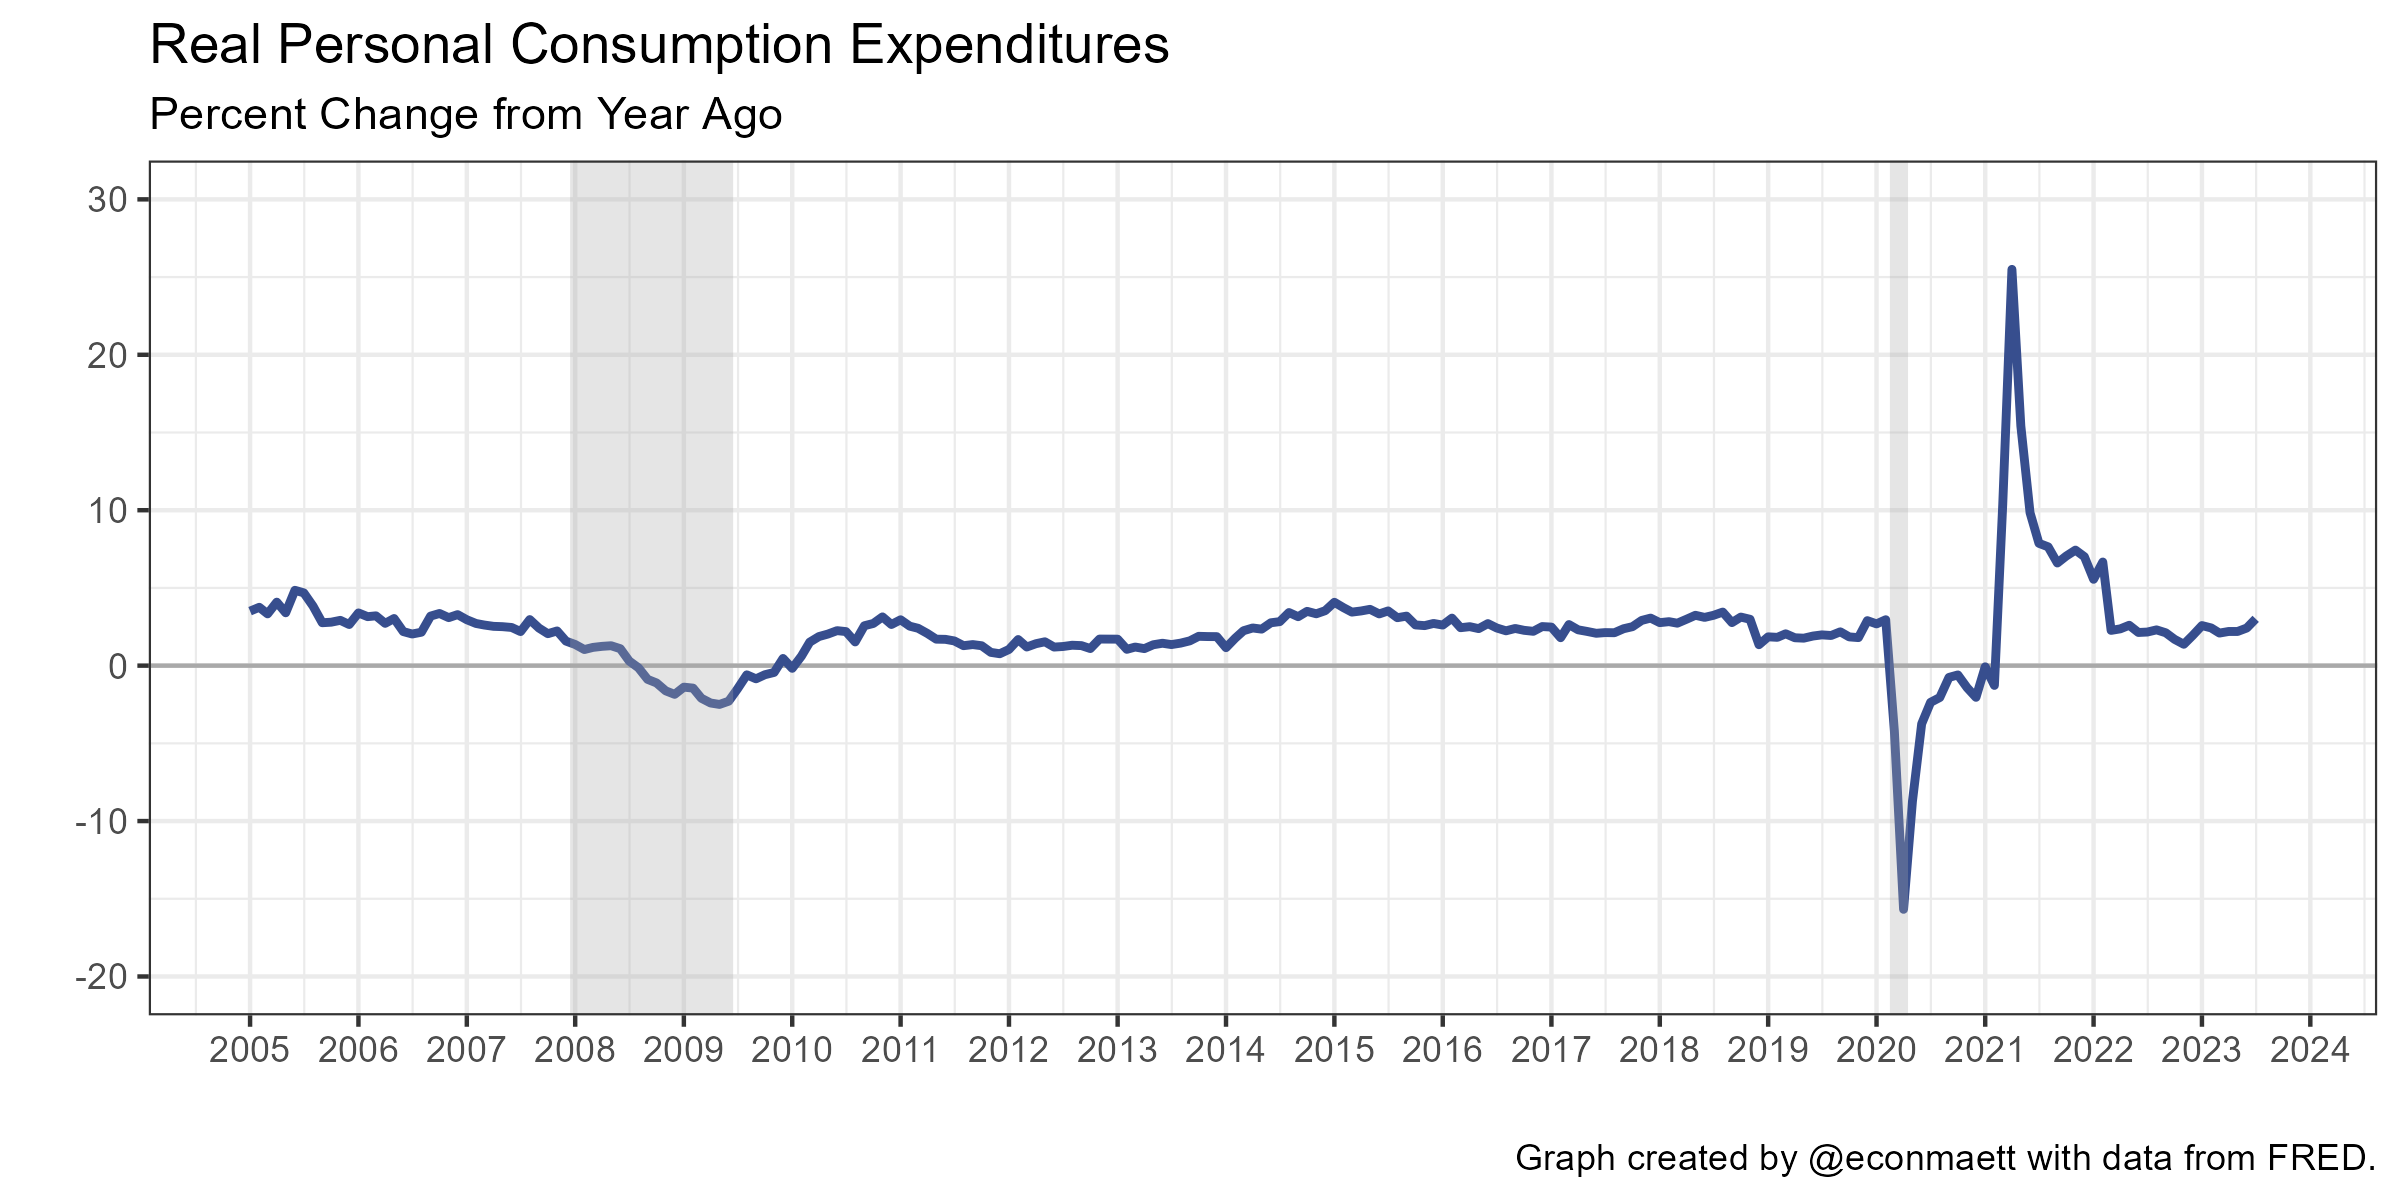 Real Personal Consumption Expenditures
Percent Change from Year Ago
30
20
10
0
-10
-20
2005 2006 2007 2008 2009 2010 2011 2012 2013 2014 2015 2016 2017 2018 2019 2020 2021 2022 2023 2024
Graph created by @econmaett with data from FRED.